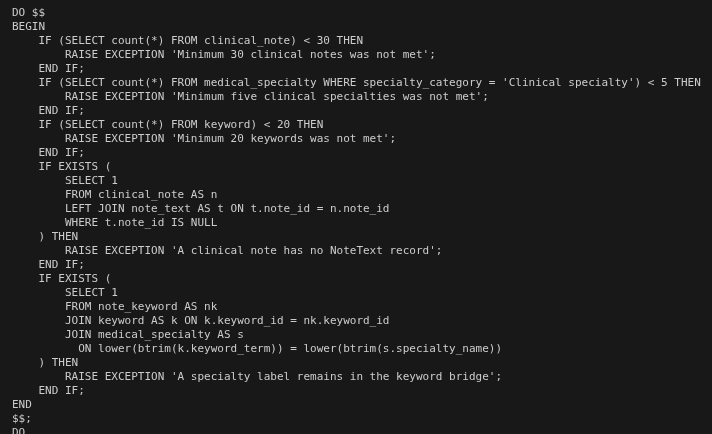 DO $$
BEGIN
    IF (SELECT count(*) FROM clinical_note) < 30 THEN
        RAISE EXCEPTION 'Minimum 30 clinical notes was not met';
    END IF;
    IF (SELECT count(*) FROM medical_specialty WHERE specialty_category = 'Clinical specialty') < 5 THEN
        RAISE EXCEPTION 'Minimum five clinical specialties was not met';
    END IF;
    IF (SELECT count(*) FROM keyword) < 20 THEN
        RAISE EXCEPTION 'Minimum 20 keywords was not met';
    END IF;
    IF EXISTS (
        SELECT 1
        FROM clinical_note AS n
        LEFT JOIN note_text AS t ON t.note_id = n.note_id
        WHERE t.note_id IS NULL
    ) THEN
        RAISE EXCEPTION 'A clinical note has no NoteText record';
    END IF;
    IF EXISTS (
        SELECT 1
        FROM note_keyword AS nk
        JOIN keyword AS k ON k.keyword_id = nk.keyword_id
        JOIN medical_specialty AS s
          ON lower(btrim(k.keyword_term)) = lower(btrim(s.specialty_name))
    ) THEN
        RAISE EXCEPTION 'A specialty label remains in the keyword bridge';
    END IF;
END
$$;
DO